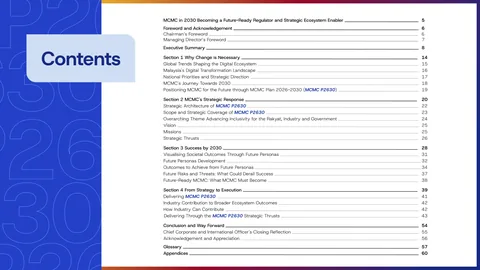 Contents
MCMC in 2030 Becoming a Future-Ready Regulator and Strategic Ecosystem Enabler 5
Foreword and Acknowledgement 6
Chairman's Foreword 6
Managing Director's Foreword 7
Executive Summary 8
Section 1 Why Change is Necessary 14
Global Trends Shaping the Digital Ecosystem 15
Malaysia's Digital Transformation Landscape 16
National Priorities and Strategic Direction 17
MCMC's Journey Towards 2030 18
Positioning MCMC for the Future through MCMC Plan 2026-2030 (MCMC P2630) 19
Section 2 MCMC's Strategic Response 20
Strategic Architecture of MCMC P2630 22
Scope and Strategic Coverage of MCMC P2630 23
Overarching Theme Advancing Inclusivity for the Rakyat, Industry and Government 24
Vision 25
Missions 25
Strategic Thrusts 26
Section 3 Success by 2030 28
Visualising Societal Outcomes Through Future Personas 31
Future Personas Development 32
Outcomes to Achieve from Future Personas 34
Future Risks and Threats: What Could Derail Success 37
Future-Ready MCMC: What MCMC Must Become 38
Section 4 From Strategy to Execution 39
Delivering MCMC P2630 41
Industry Contribution to Broader Ecosystem Outcomes 42
How Industry Can Contribute 42
Delivering Through the MCMC P2630 Strategic Thrusts 43
Conclusion and Way Forward 54
Chief Corporate and International Officer's Closing Reflection 55
Acknowledgement and Appreciation 56
Glossary 57
Appendices 60